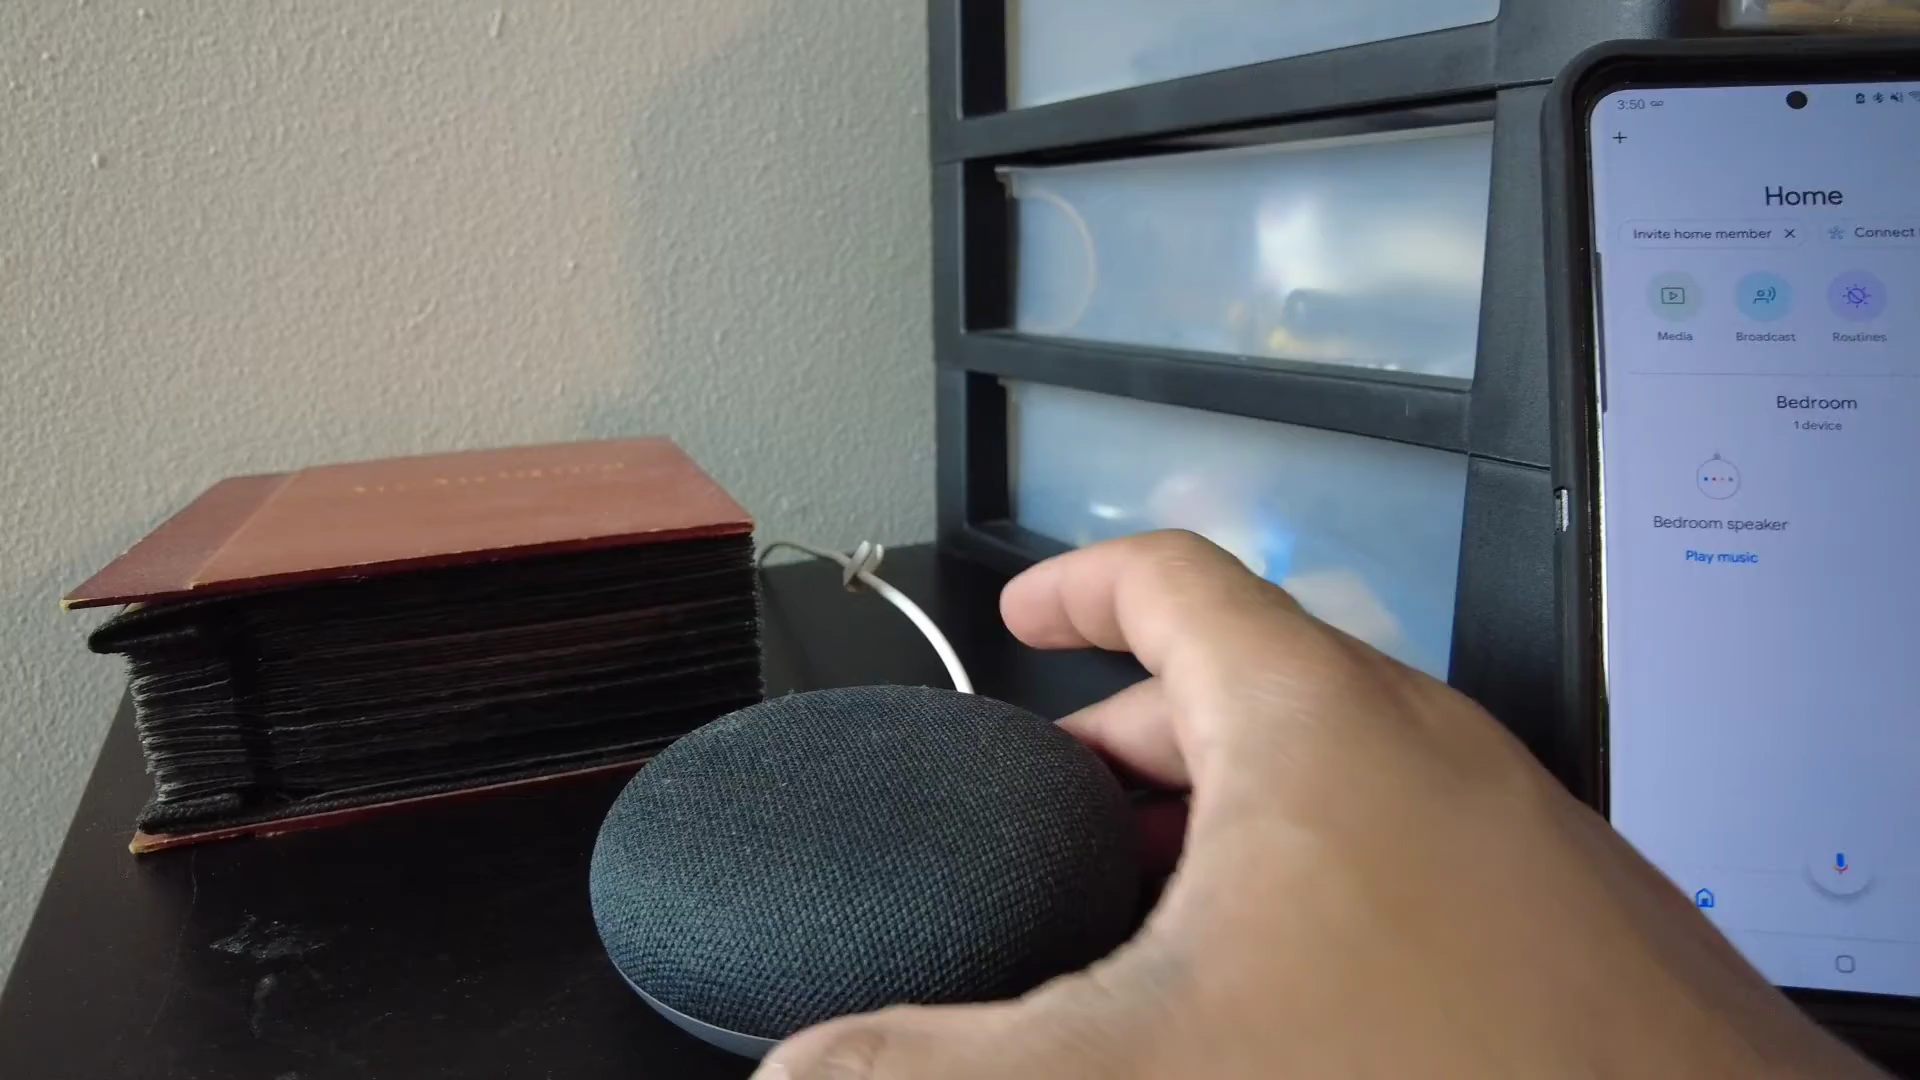 3:50
Home
Invite home member
Connect
Media
Broadcast
Routines
Bedroom
1 device
Bedroom speaker
Play music